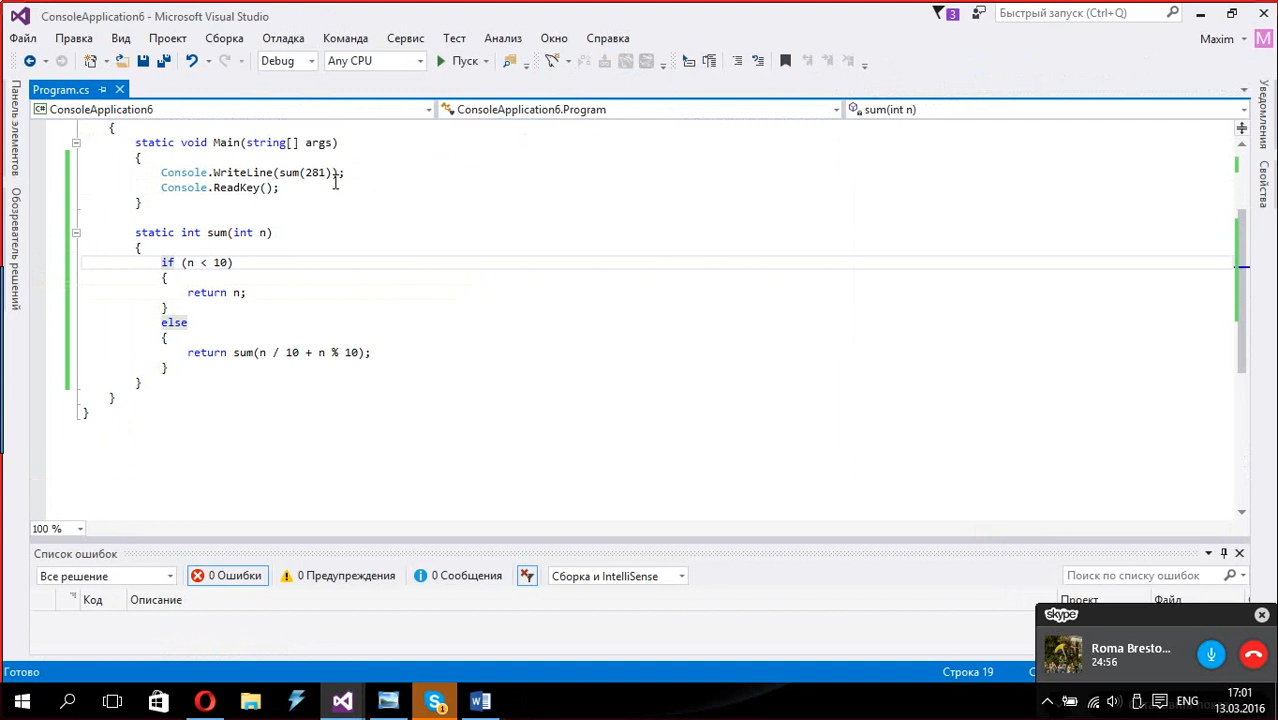 ConsoleApplication6 - Microsoft Visual Studio
3
Быстрый запуск (Ctrl+Q)
Файл Правка Вид Проект Сборка Отладка Команда Сервис Тест Анализ Окно Справка
Maxim M
Debug Any CPU Пуск
Program.cs
ConsoleApplication6 ConsoleApplication6.Program sum(int n)
Панель элементов
Обозреватель решений
Уведомления
Свойства
{
static void Main(string[] args)
{
Console.WriteLine(sum(281));
Console.ReadKey();
}
static int sum(int n)
{
if (n < 10)
{
return n;
}
else
{
return sum(n / 10 + n % 10);
}
}
}
}
100 %
Список ошибок
Все решение 0 Ошибки 0 Предупреждения 0 Сообщения Сборка и IntelliSense
Поиск по списку ошибок
Код Описание Проект Файл
skype
Roma Bresto...
24:56
Готово
Строка 19
ENG
17:01
13.03.2016